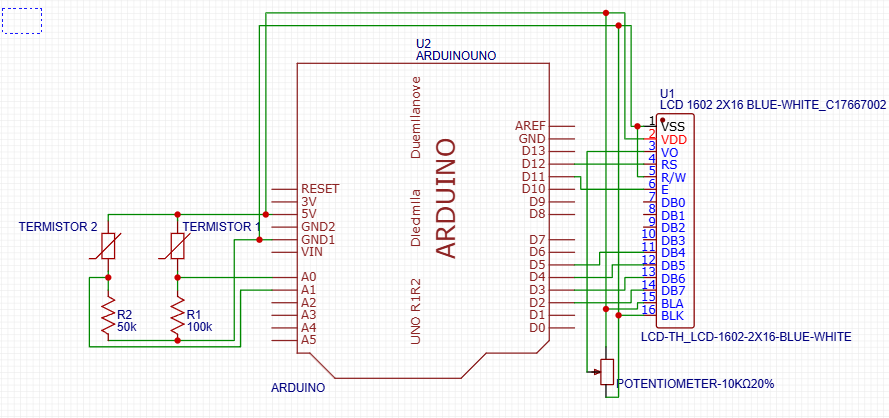 U2
ARDUINOUNO
U1
LCD 1602 2X16 BLUE-WHITE_C17667002
Duemilanove
Diedmila
UNO R1R2
ARDUINO
RESET
3V
5V
GND2
GND1
VIN
A0
A1
A2
A3
A4
A5
AREF
GND
D13
D12
D11
D10
D9
D8
D7
D6
D5
D4
D3
D2
D1
D0
1 VSS
2 VDD
3 VO
4 RS
5 R/W
6 E
7 DB0
8 DB1
9 DB2
10 DB3
11 DB4
12 DB5
13 DB6
14 DB7
15 BLA
16 BLK
TERMISTOR 2
TERMISTOR 1
R2
50k
R1
100k
LCD-TH_LCD-1602-2X16-BLUE-WHITE
ARDUINO
POTENTIOMETER-10KΩ20%